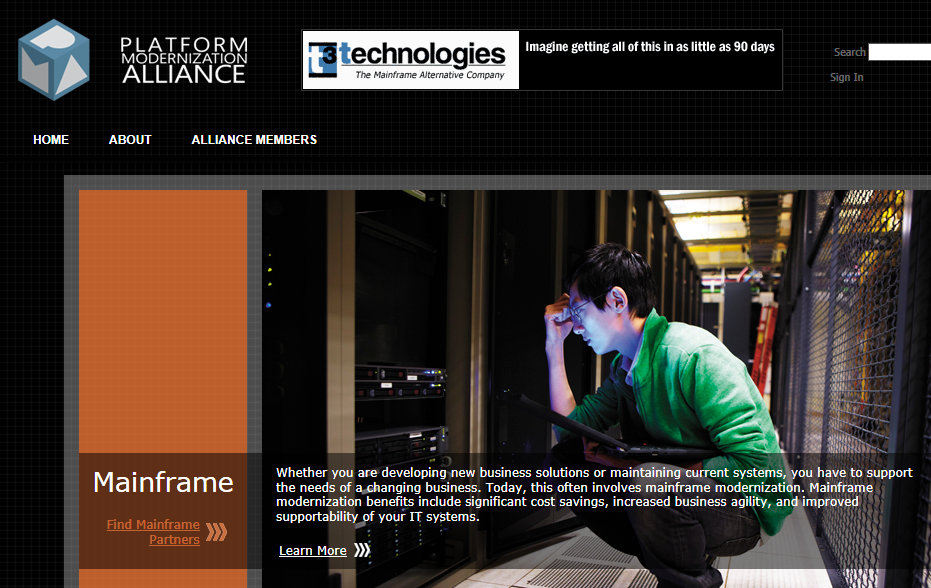 PLATFORM
MODERNIZATION
ALLIANCE
t3technologies
The Mainframe Alternative Company
Imagine getting all of this in as little as 90 days
Search
Sign In
HOME
ABOUT
ALLIANCE MEMBERS
Mainframe
Find Mainframe
Partners
Whether you are developing new business solutions or maintaining current systems, you have to support
the needs of a changing business. Today, this often involves mainframe modernization. Mainframe
modernization benefits include significant cost savings, increased business agility, and improved
supportability of your IT systems.
Learn More